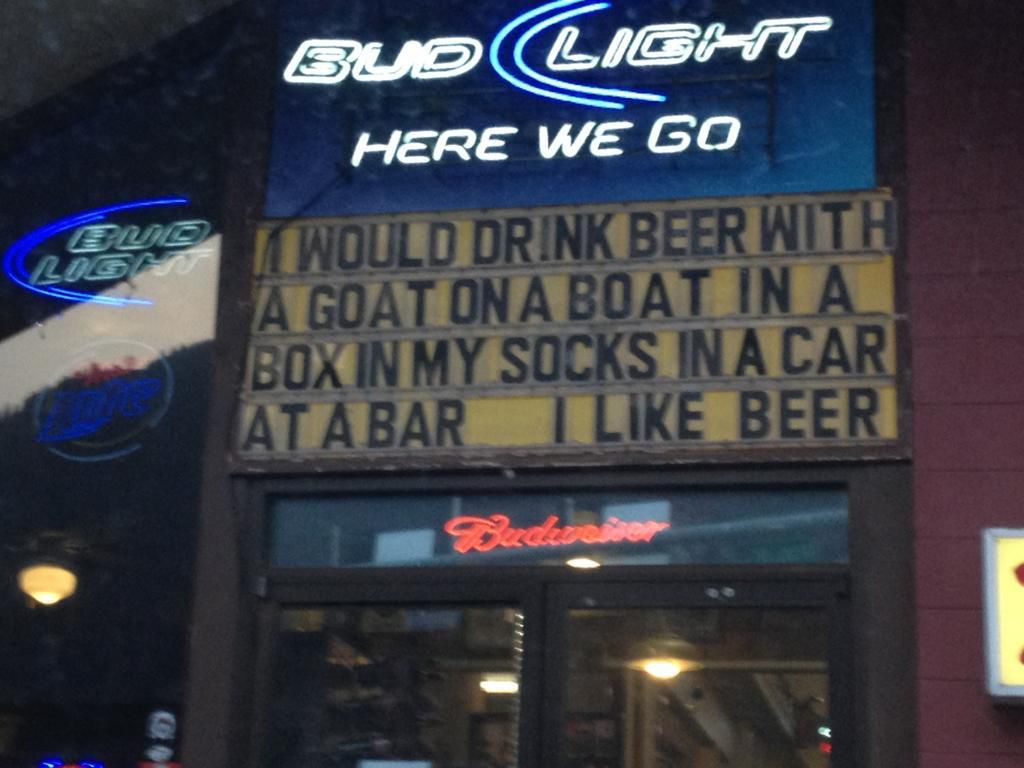 BUD LIGHT
HERE WE GO
BUD
LIGHT
I WOULD DRINK BEER WITH
A GOAT ON A BOAT IN A
BOX IN MY SOCKS IN A CAR
AT A BAR I LIKE BEER
Lite
Budweiser